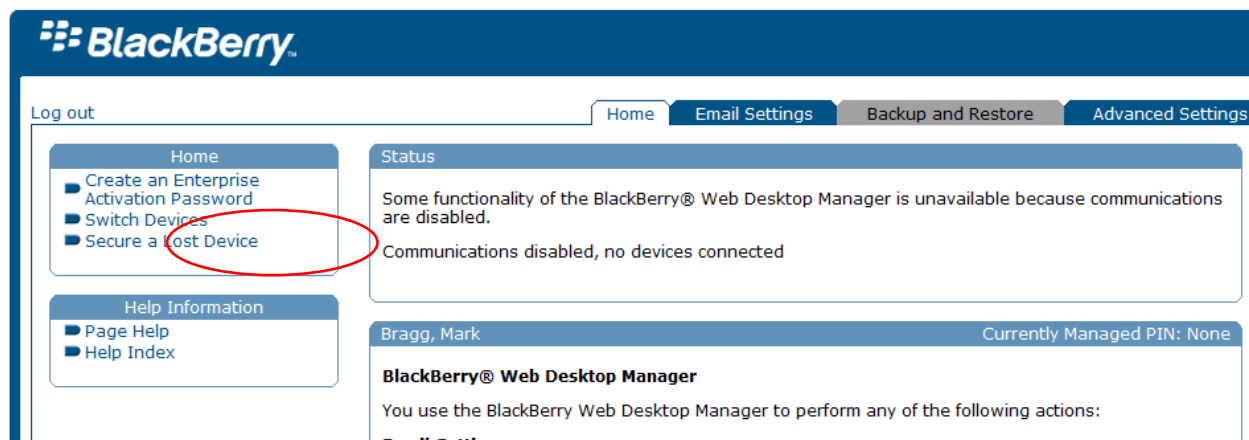 BlackBerry™
Log out
Home
Email Settings
Backup and Restore
Advanced Settings
Home
Create an Enterprise
Activation Password
Switch Devices
Secure a Lost Device
Help Information
Page Help
Help Index
Status
Some functionality of the BlackBerry® Web Desktop Manager is unavailable because communications
are disabled.
Communications disabled, no devices connected
Bragg, Mark
Currently Managed PIN: None
BlackBerry® Web Desktop Manager
You use the BlackBerry Web Desktop Manager to perform any of the following actions: